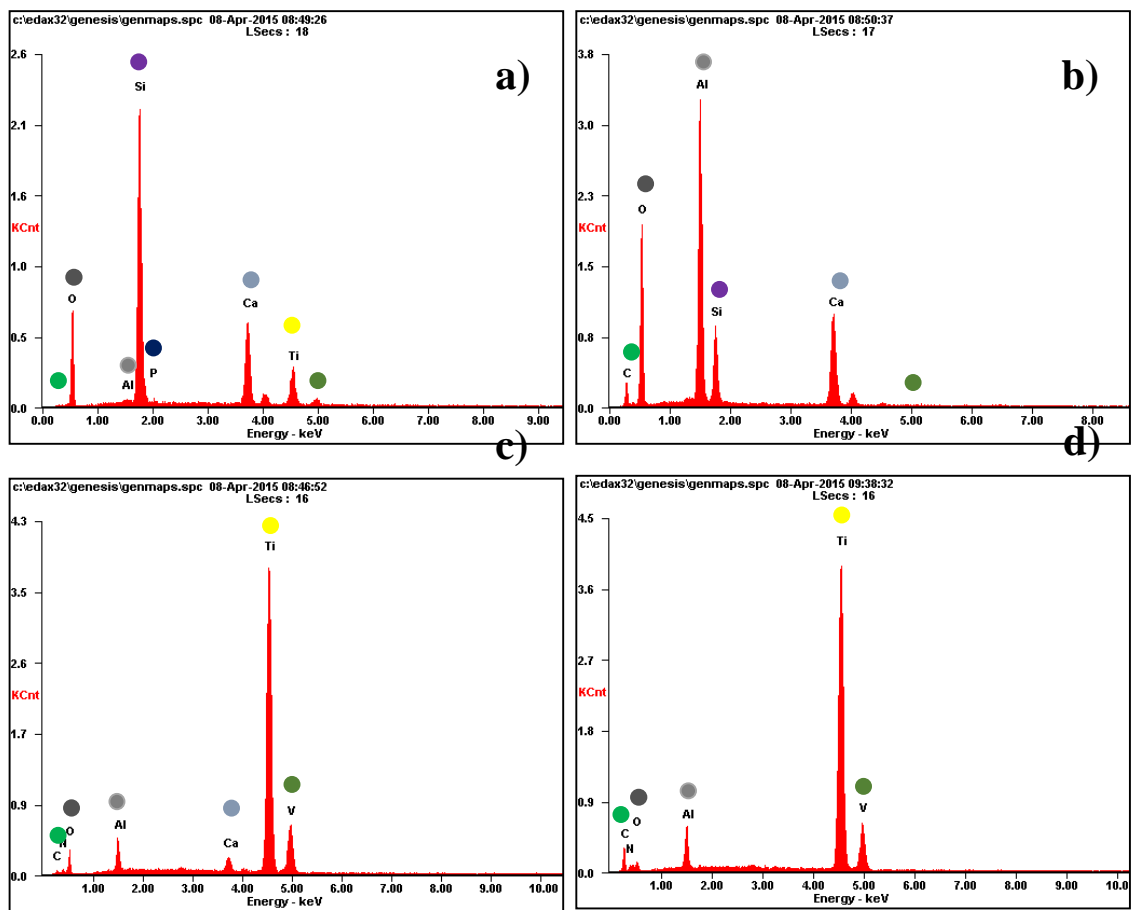 c:\edax32\genesis\genmaps.spc 08-Apr-2015 08:49:26
LSecs : 18
a)
2.6
2.1
1.6
KCnt
1.0
0.5
0.0
Si
O
Al
P
Ca
Ti
0.00 1.00 2.00 3.00 4.00 5.00 6.00 7.00 8.00 9.00
Energy - keV
c:\edax32\genesis\genmaps.spc 08-Apr-2015 08:50:37
LSecs : 17
b)
3.8
3.0
2.3
KCnt
1.5
0.8
0.0
Al
O
Si
Ca
C
0.00 1.00 2.00 3.00 4.00 5.00 6.00 7.00 8.00
Energy - keV
c)
c:\edax32\genesis\genmaps.spc 08-Apr-2015 08:46:52
LSecs : 16
4.3
3.5
2.6
KCnt
1.7
0.9
0.0
Ti
Al
V
O
N
C
Ca
1.00 2.00 3.00 4.00 5.00 6.00 7.00 8.00 9.00 10.00
Energy - keV
d)
c:\edax32\genesis\genmaps.spc 08-Apr-2015 09:38:32
LSecs : 16
4.5
3.6
2.7
KCnt
1.8
0.9
0.0
Ti
Al
V
O
C
N
1.00 2.00 3.00 4.00 5.00 6.00 7.00 8.00 9.00 10.0
Energy - keV